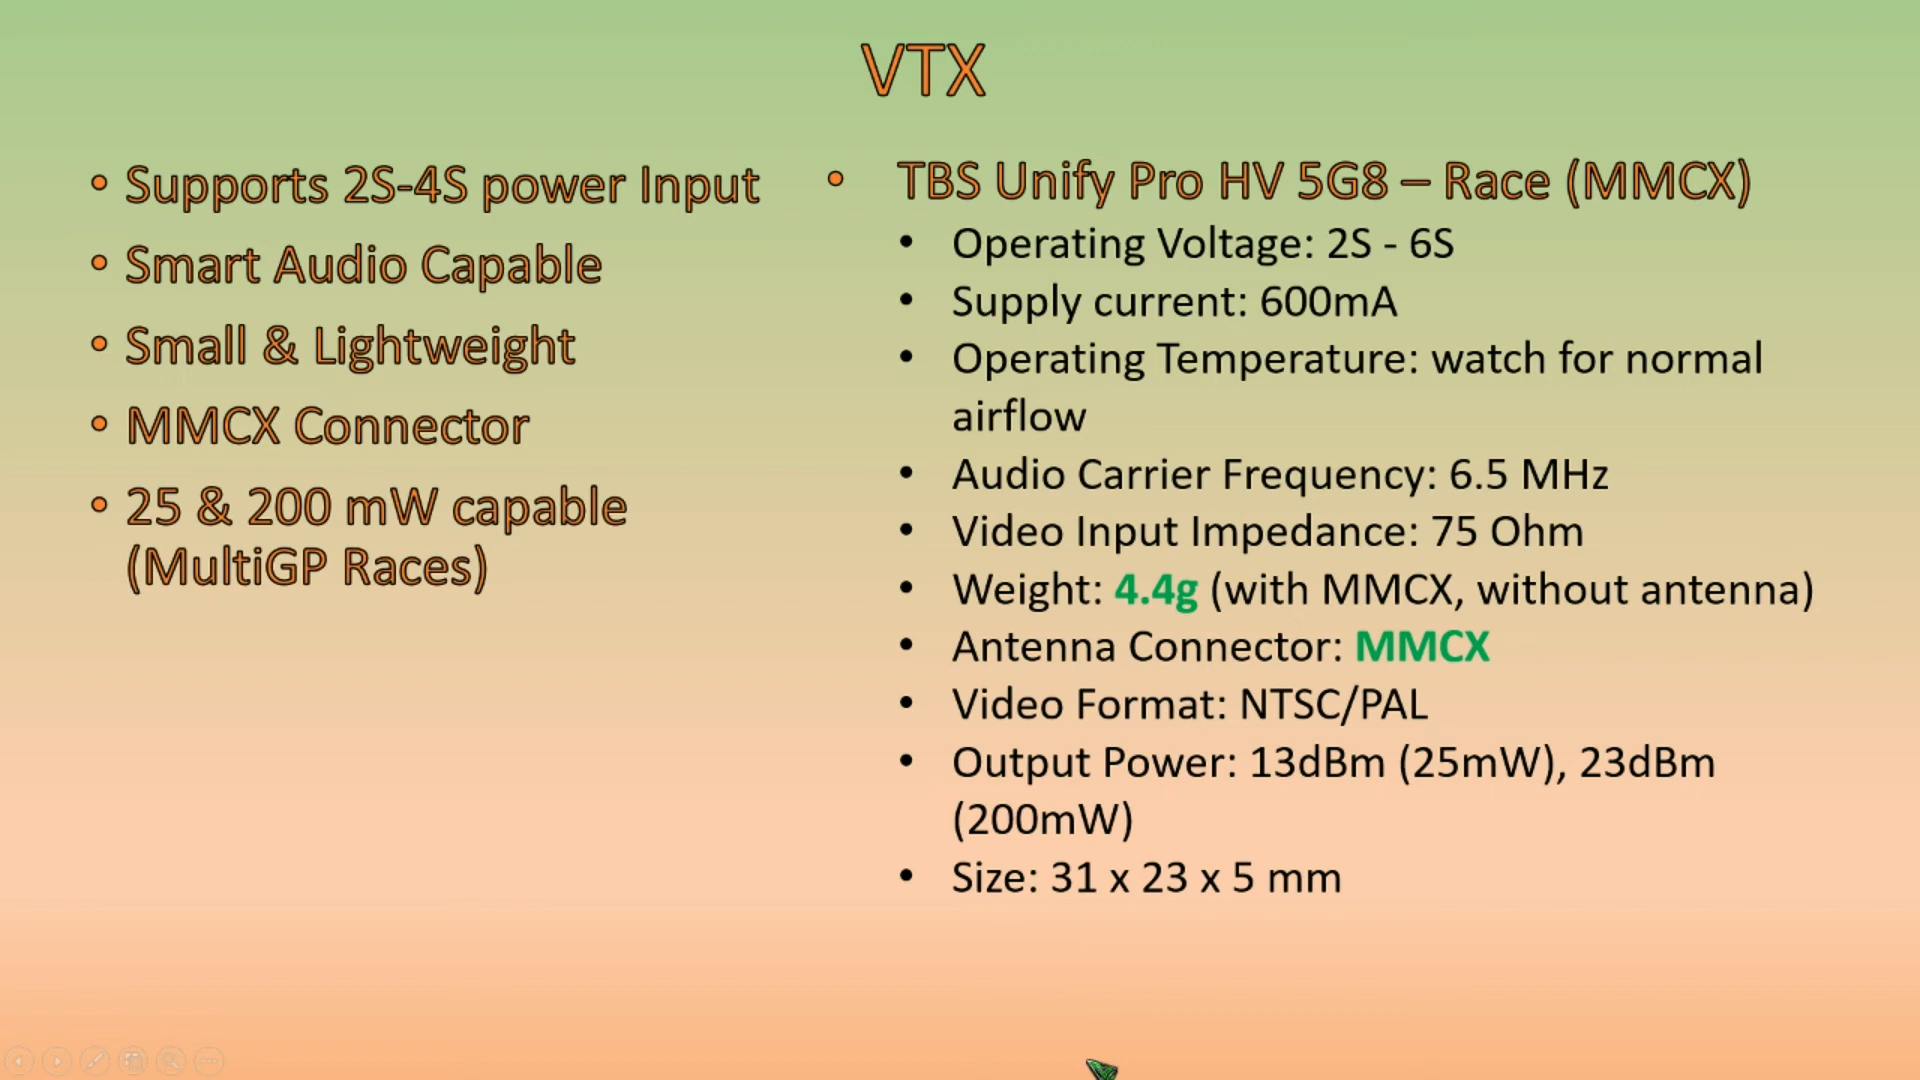 VTX
• Supports 2S-4S power Input
• Smart Audio Capable
• Small & Lightweight
• MMCX Connector
• 25 & 200 mW capable
(MultiGP Races)
• TBS Unify Pro HV 5G8 – Race (MMCX)
• Operating Voltage: 2S - 6S
• Supply current: 600mA
• Operating Temperature: watch for normal
airflow
• Audio Carrier Frequency: 6.5 MHz
• Video Input Impedance: 75 Ohm
• Weight: 4.4g (with MMCX, without antenna)
• Antenna Connector: MMCX
• Video Format: NTSC/PAL
• Output Power: 13dBm (25mW), 23dBm
(200mW)
• Size: 31 x 23 x 5 mm